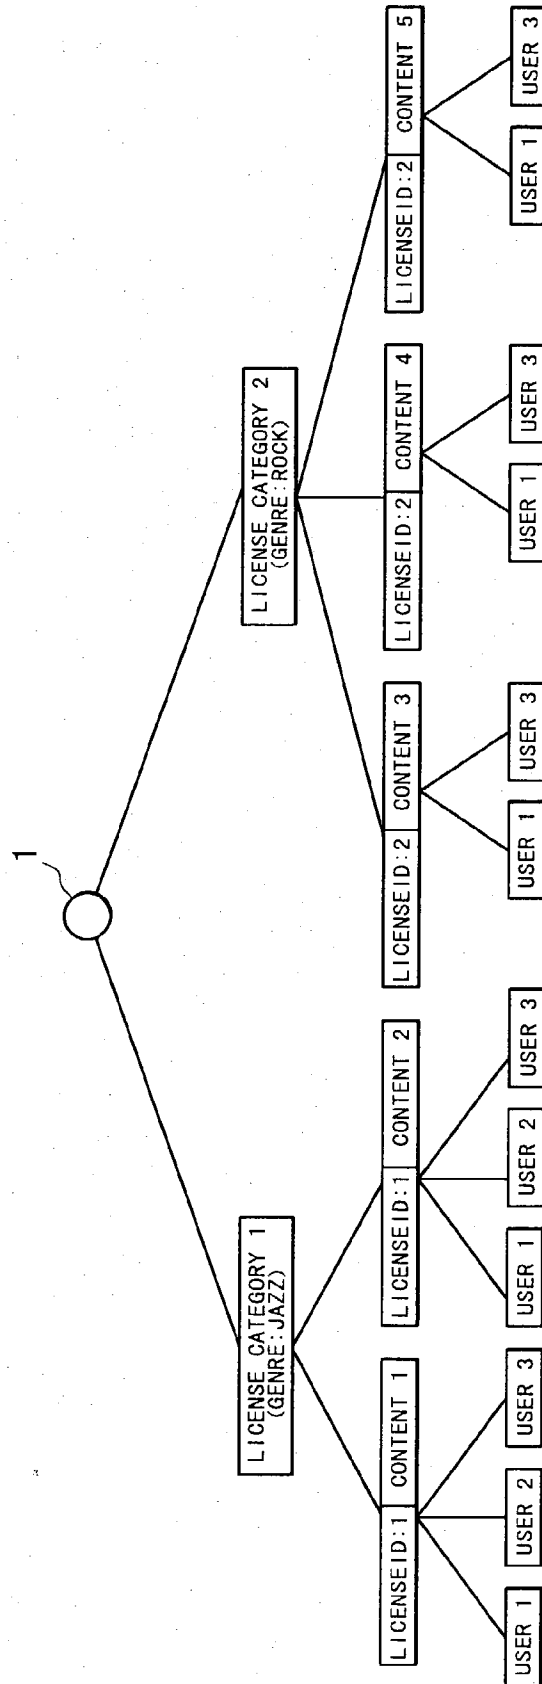 1
LICENSE CATEGORY 1
(GENRE:JAZZ)
LICENSE CATEGORY 2
(GENRE:ROCK)
LICENSEID:1 CONTENT 1
LICENSEID:1 CONTENT 2
LICENSEID:2 CONTENT 3
LICENSEID:2 CONTENT 4
LICENSEID:2 CONTENT 5
USER 1
USER 2
USER 3
USER 1
USER 2
USER 3
USER 1
USER 3
USER 1
USER 3
USER 1
USER 3